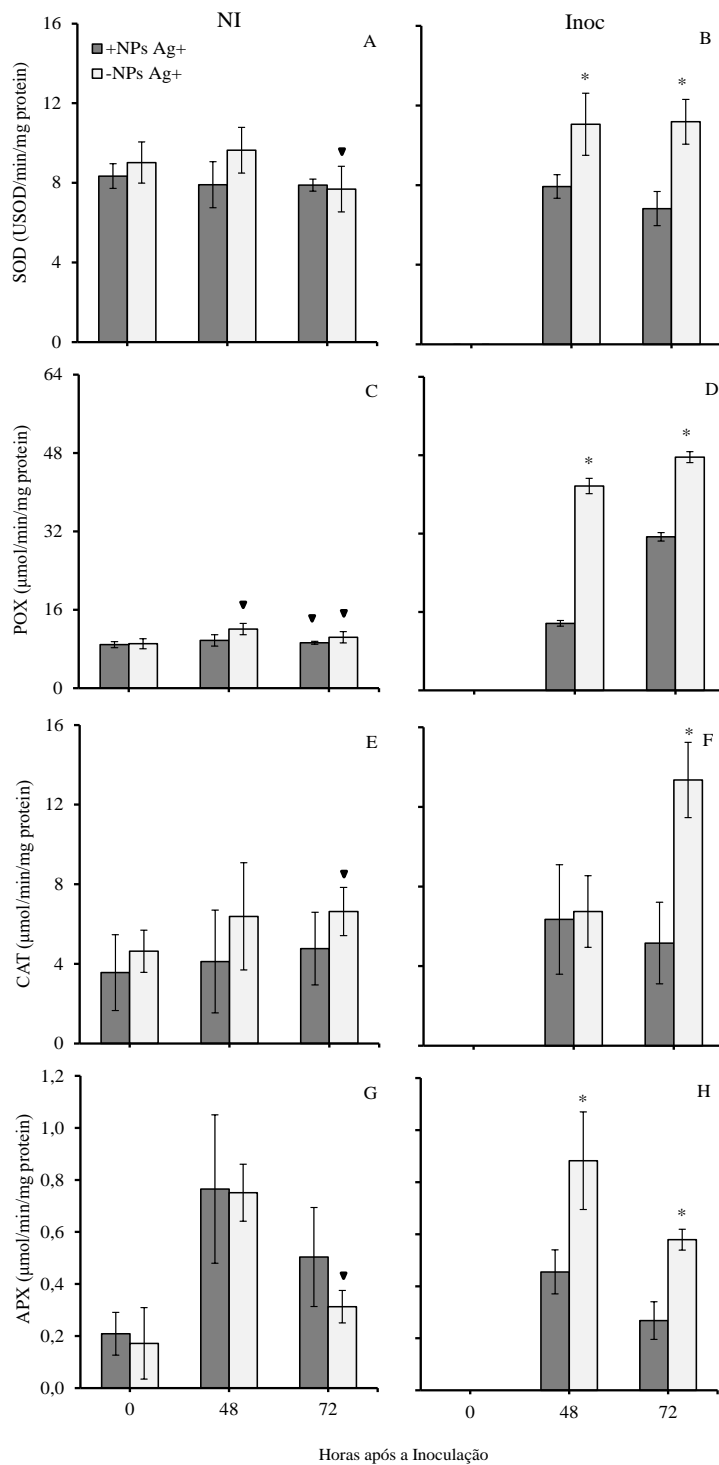 NI
Inoc
+NPs Ag+
-NPs Ag+
A
B
*
*
SOD (USOD/min/mg protein)
16
12
8
4
0
C
D
*
*
POX (µmol/min/mg protein)
64
48
32
16
0
E
F
*
CAT (µmol/min/mg protein)
16
12
8
4
0
G
H
*
*
APX (µmol/min/mg protein)
1,2
1,0
0,8
0,6
0,4
0,2
0,0
0
48
72
0
48
72
Horas após a Inoculação